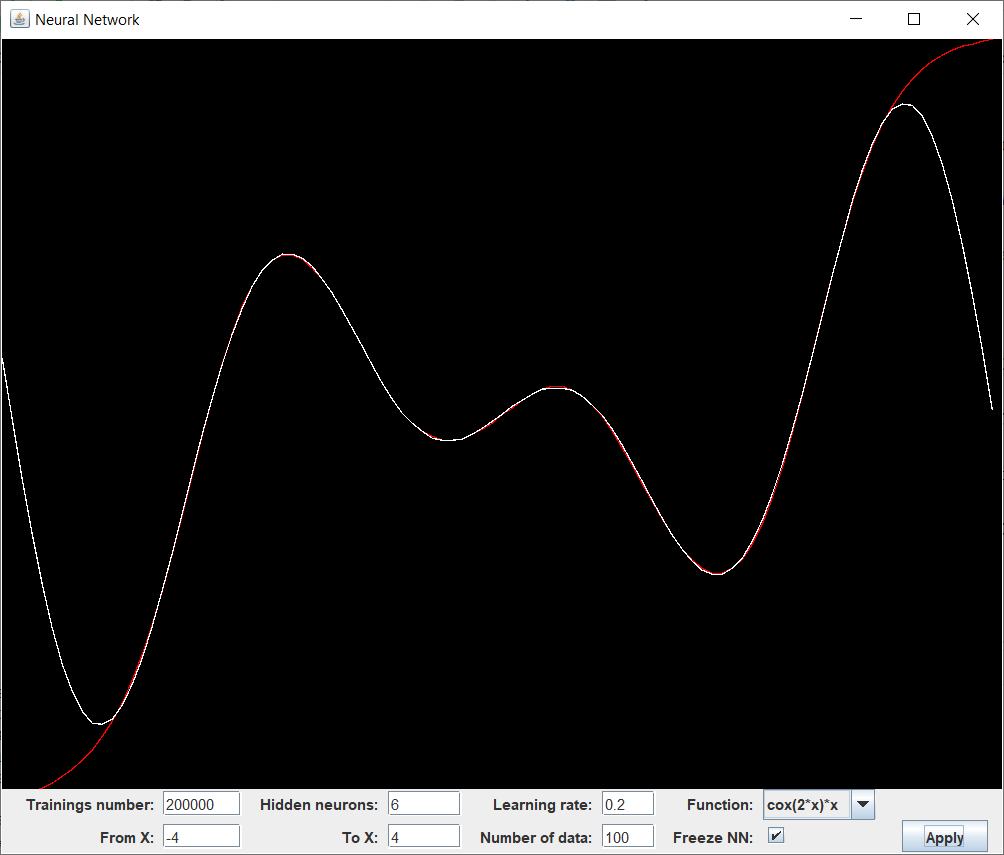 Neural Network
Trainings number: 200000 Hidden neurons: 6 Learning rate: 0.2 Function: cox(2*x)*x
From X: -4 To X: 4 Number of data: 100 Freeze NN: Apply